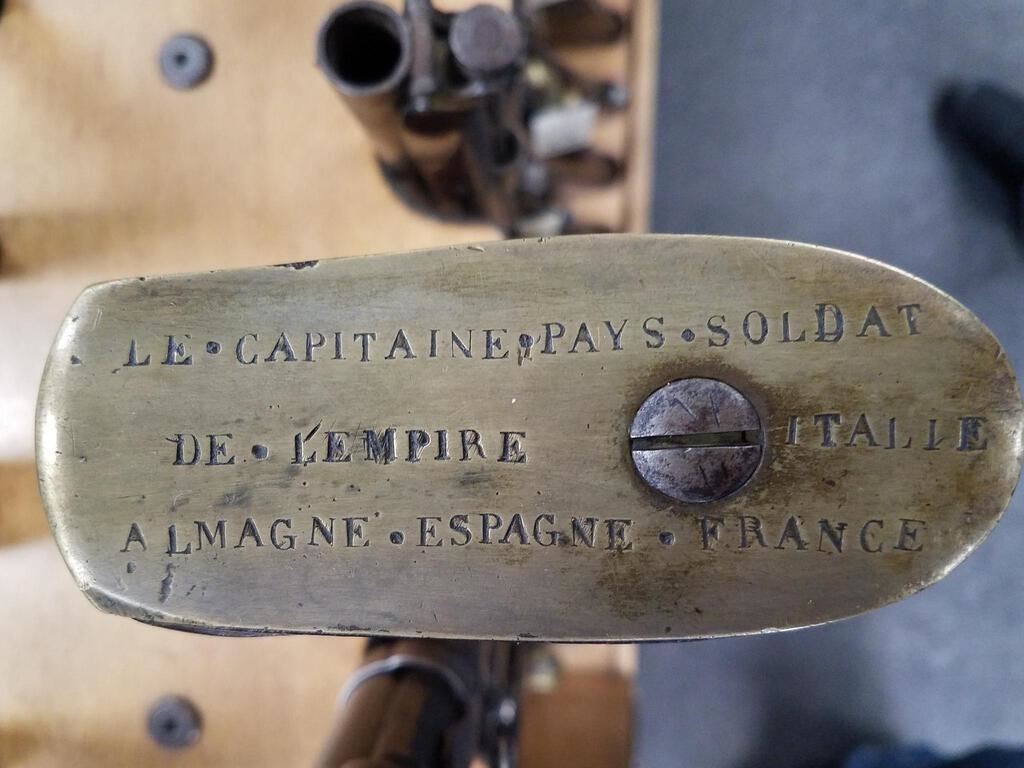 LE • CAPITAINE • PAYS • SOLDAT
DE • L'EMPIRE ITALIE
ALMAGNE • ESPAGNE • FRANCE